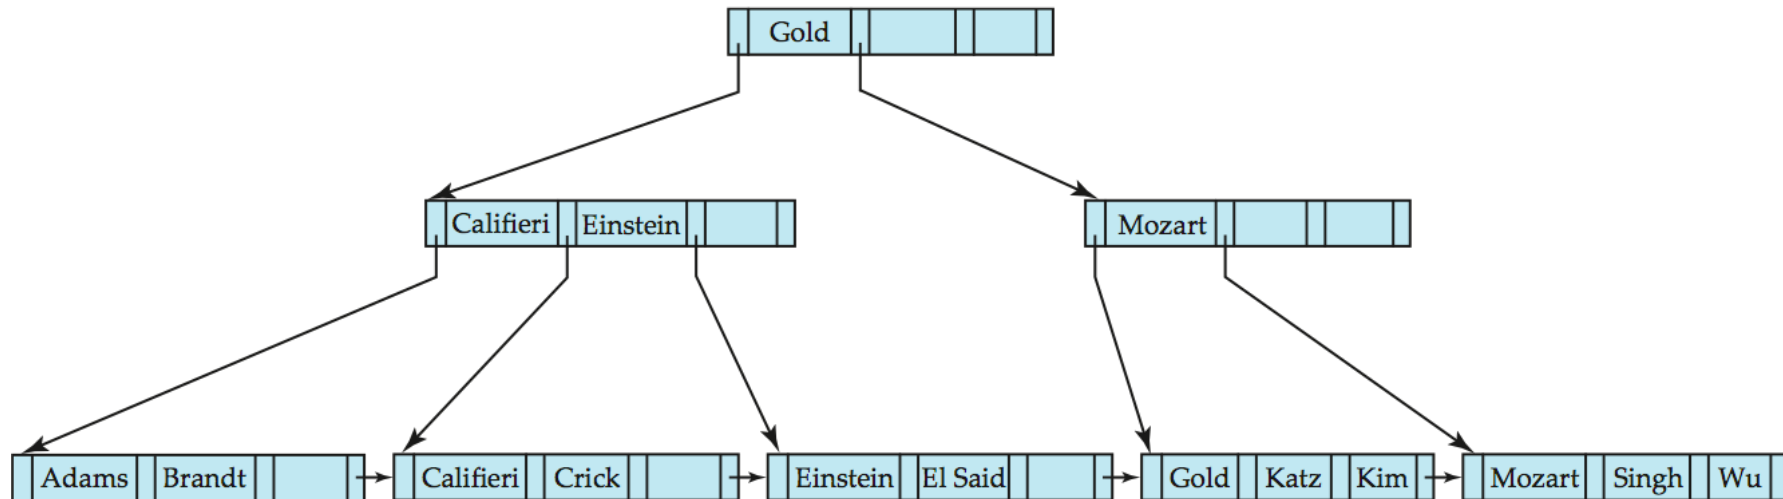 Gold
Califieri Einstein Mozart
Adams Brandt Califieri Crick Einstein El Said Gold Katz Kim Mozart Singh Wu